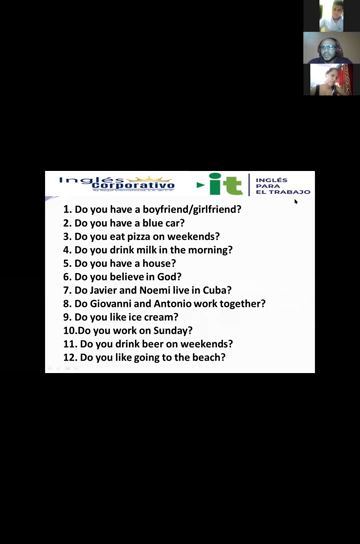 Inglés
Corporativo
it
INGLÉS
PARA
EL TRABAJO
1. Do you have a boyfriend/girlfriend?
2. Do you have a blue car?
3. Do you eat pizza on weekends?
4. Do you drink milk in the morning?
5. Do you have a house?
6. Do you believe in God?
7. Do Javier and Noemi live in Cuba?
8. Do Giovanni and Antonio work together?
9. Do you like ice cream?
10.Do you work on Sunday?
11. Do you drink beer on weekends?
12. Do you like going to the beach?